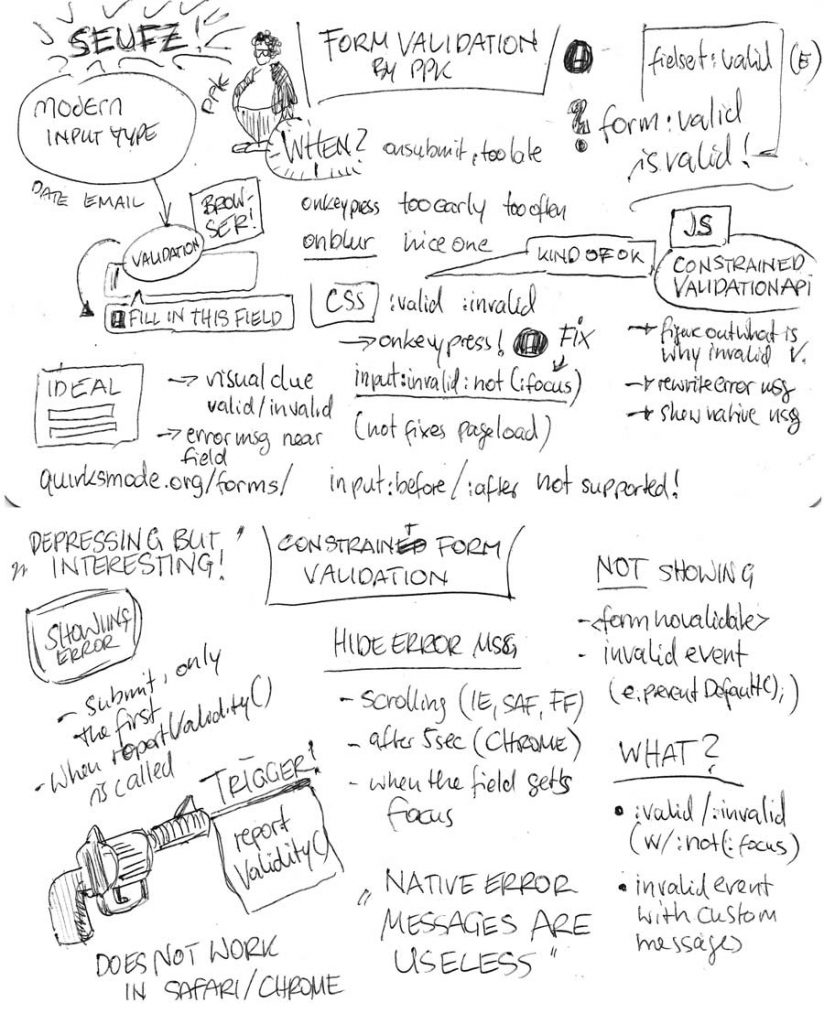 SEUFZ!
PPK
FORM VALIDATION
BY PPK
fielset:valid (E)
form:valid
is valid!
MODERN
INPUT TYPE
DATE EMAIL
BROW-
SER!
VALIDATION
FILL IN THIS FIELD
WHEN? onsubmit, too late
onkeypress too early too often
onblur nice one
KIND OF OK
JS
CONSTRAINED
VALIDATION API
→ figure out what is
why invalid
→ rewrite error msg
→ show native msg
CSS :valid :invalid
→ onkeypress! FIX
input:invalid:not(:focus)
(not fixes pageload)
IDEAL
→ visual clue
valid/invalid
→ error msg near
field
quirksmode.org/forms/
input:before/:after not supported!
"DEPRESSING BUT
INTERESTING!"
CONSTRAINT FORM
VALIDATION
SHOWING
ERROR
- Submit, only
the first
- When reportValidity()
is called
TRIGGER!
report
Validity()
DOES NOT WORK
IN SAFARI/CHROME
HIDE ERROR MSG
- scrolling (IE, SAF, FF)
- after 5sec (CHROME)
- when the field gets
focus
„NATIVE ERROR
MESSAGES ARE
USELESS"
NOT SHOWING
- <form novalidate>
- invalid event
(e.preventDefault();)
WHAT?
• :valid/:invalid
(w/:not(:focus)
• invalid event
with custom
messages